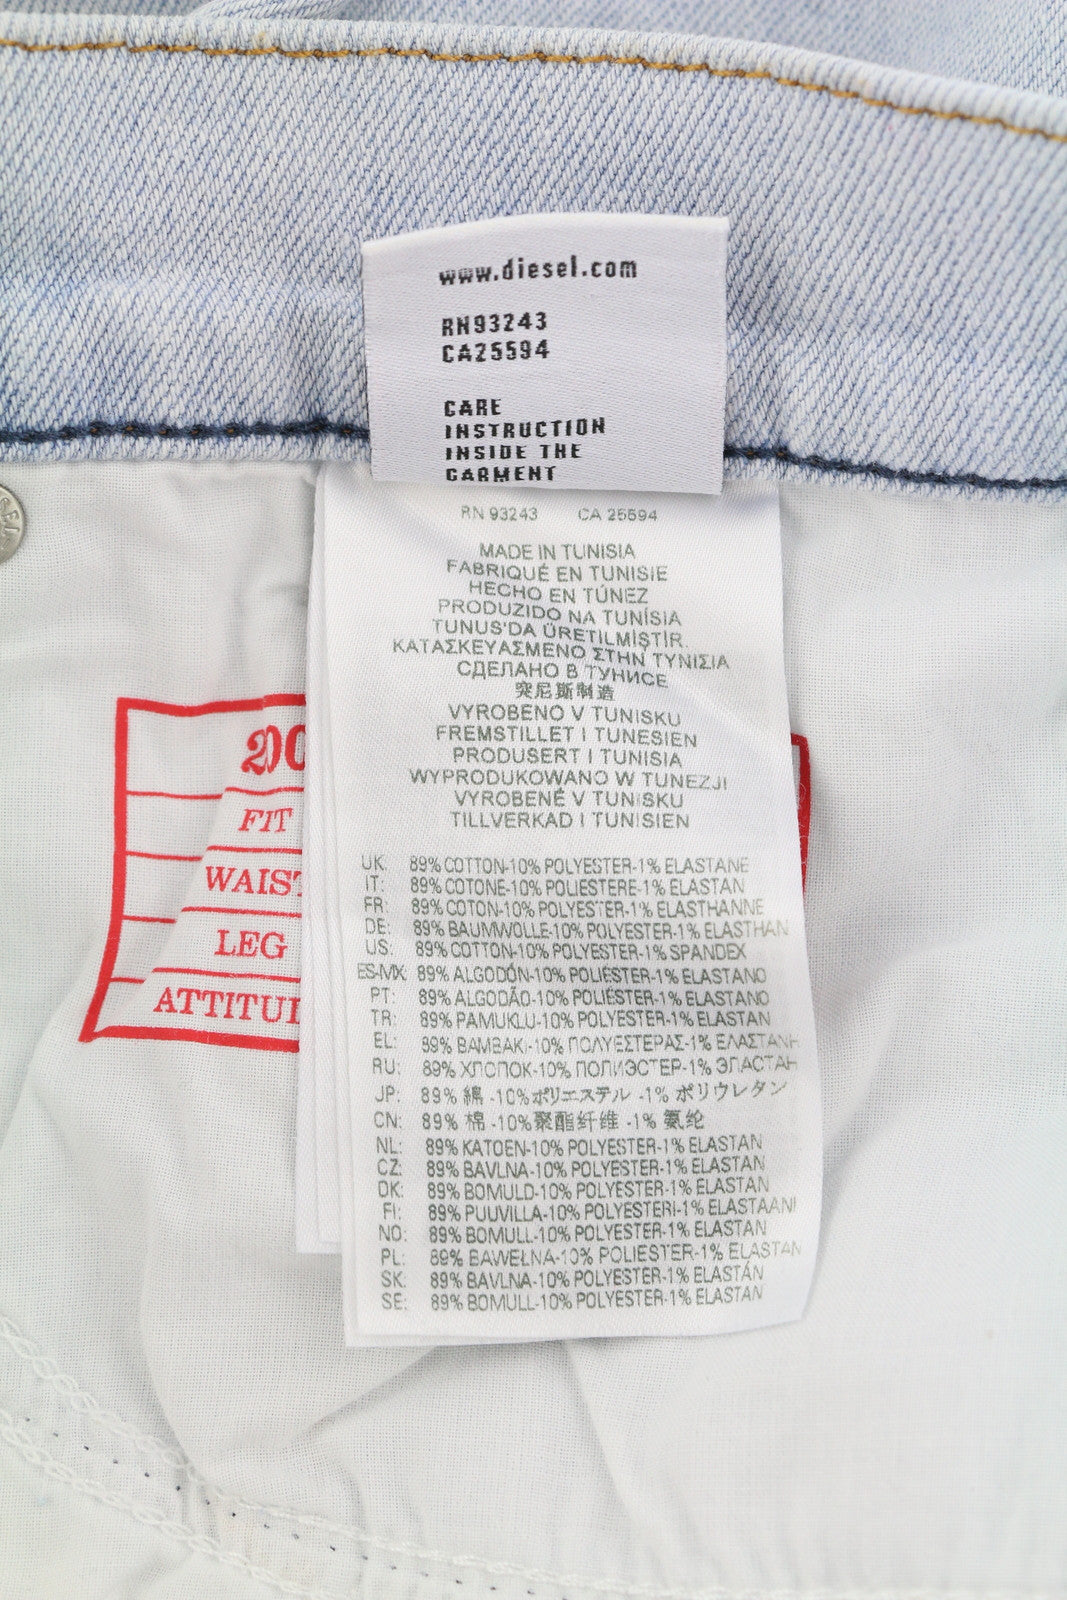 www.diesel.com
RN93243
CA25594
CARE
INSTRUCTION
INSIDE THE
GARMENT
RN 93243 CA 25594
MADE IN TUNISIA
FABRIQUÉ EN TUNISIE
HECHO EN TÚNEZ
PRODUZIDO NA TUNÍSIA
TUNUS'DA ÜRETILMIŞTIR.
ΚΑΤΑΣΚΕΥΑΣΜΕΝΟ ΣΤΗΝ ΤΥΝΙΣΙΑ
СДЕЛАНО В ТУНИСЕ
突尼斯制造
VYROBENO V TUNISKU
FREMSTILLET I TUNESIEN
PRODUSERT I TUNISIA
WYPRODUKOWANO W TUNEZJI
VYROBENÉ V TUNISKU
TILLVERKAD I TUNISIEN
UK: 89% COTTON-10% POLYESTER-1% ELASTANE
IT: 89% COTONE-10% POLIESTERE-1% ELASTAN
FR: 89% COTON-10% POLYESTER-1% ELASTHANNE
DE: 89% BAUMWOLLE-10% POLYESTER-1% ELASTHAN
US: 89% COTTON-10% POLYESTER-1% SPANDEX
ES-MX: 89% ALGODÓN-10% POLIÉSTER-1% ELASTANO
PT: 89% ALGODÃO-10% POLIÉSTER-1% ELASTANO
TR: 89% PAMUKLU-10% POLYESTER-1% ELASTAN
EL: 89% ΒΑΜΒΑΚΙ-10% ΠΟΛΥΕΣΤΕΡΑΣ-1% ΕΛΑΣΤΑΝΗ
RU: 89% ХЛОПОК-10% ПОЛИЭСТЕР-1% ЭЛАСТАН
JP: 89% 綿 -10%ポリエステル -1% ポリウレタン
CN: 89% 棉 -10%聚酯纤维 -1% 氨纶
NL: 89% KATOEN-10% POLYESTER-1% ELASTAN
CZ: 89% BAVLNA-10% POLYESTER-1% ELASTAN
DK: 89% BOMULD-10% POLYESTER-1% ELASTAN
FI: 89% PUUVILLA-10% POLYESTERI-1% ELASTAANI
NO: 89% BOMULL-10% POLYESTER-1% ELASTAN
PL: 89% BAWEŁNA-10% POLIESTER-1% ELASTAN
SK: 89% BAVLNA-10% POLYESTER-1% ELASTÁN
SE: 89% BOMULL-10% POLYESTER-1% ELASTAN
FIT
WAIST
LEG
ATTITU